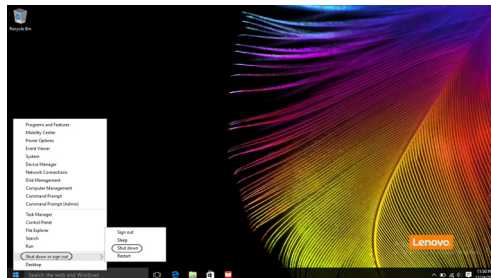 Recycle Bin
Programs and Features
Mobility Center
Power Options
Event Viewer
System
Device Manager
Network Connections
Disk Management
Computer Management
Command Prompt
Command Prompt (Admin)
Task Manager
Control Panel
File Explorer
Search
Run
Shut down or sign out
Desktop
Sign out
Sleep
Shut down
Restart
Lenovo
Search the web and Windows